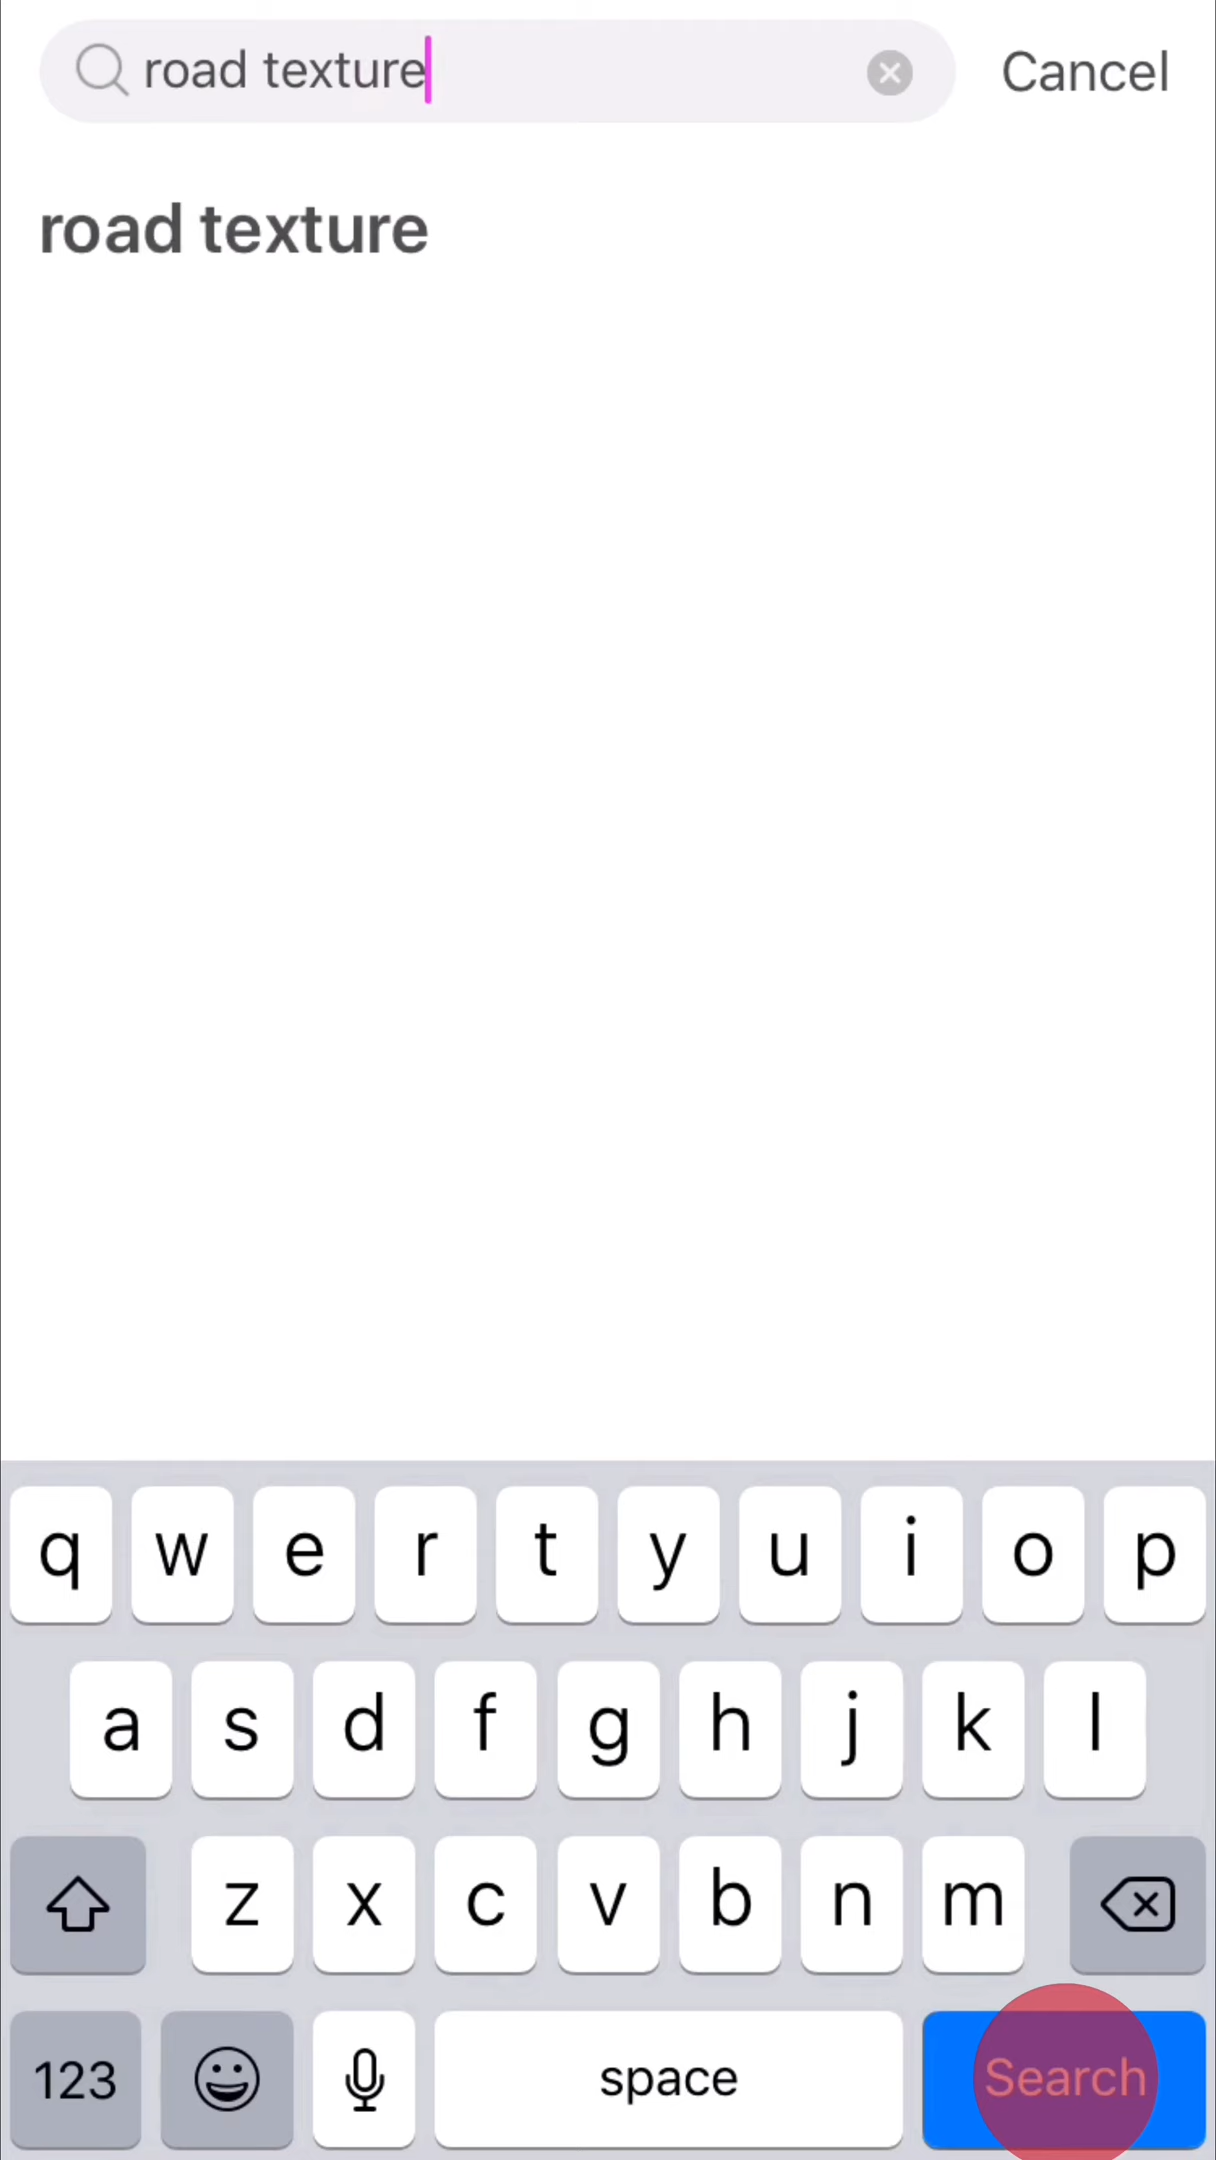 road texture Cancel
road texture
q w e r t y u i o p
a s d f g h j k l
z x c v b n m
123 space Search